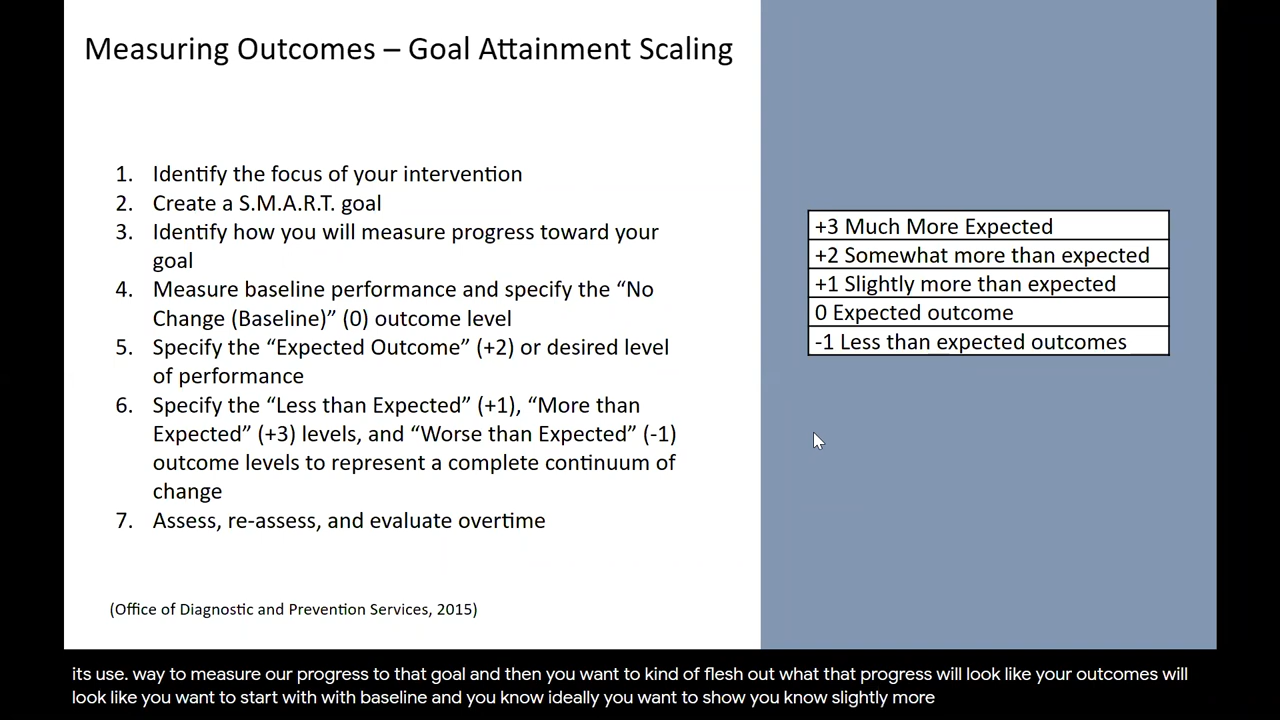 Measuring Outcomes – Goal Attainment Scaling
1. Identify the focus of your intervention
2. Create a S.M.A.R.T. goal
3. Identify how you will measure progress toward your
goal
4. Measure baseline performance and specify the “No
Change (Baseline)” (0) outcome level
5. Specify the “Expected Outcome” (+2) or desired level
of performance
6. Specify the “Less than Expected” (+1), “More than
Expected” (+3) levels, and “Worse than Expected” (-1)
outcome levels to represent a complete continuum of
change
7. Assess, re-assess, and evaluate overtime
(Office of Diagnostic and Prevention Services, 2015)
+3 Much More Expected
+2 Somewhat more than expected
+1 Slightly more than expected
0 Expected outcome
-1 Less than expected outcomes
its use. way to measure our progress to that goal and then you want to kind of flesh out what that progress will look like your outcomes will
look like you want to start with with baseline and you know ideally you want to show you know slightly more